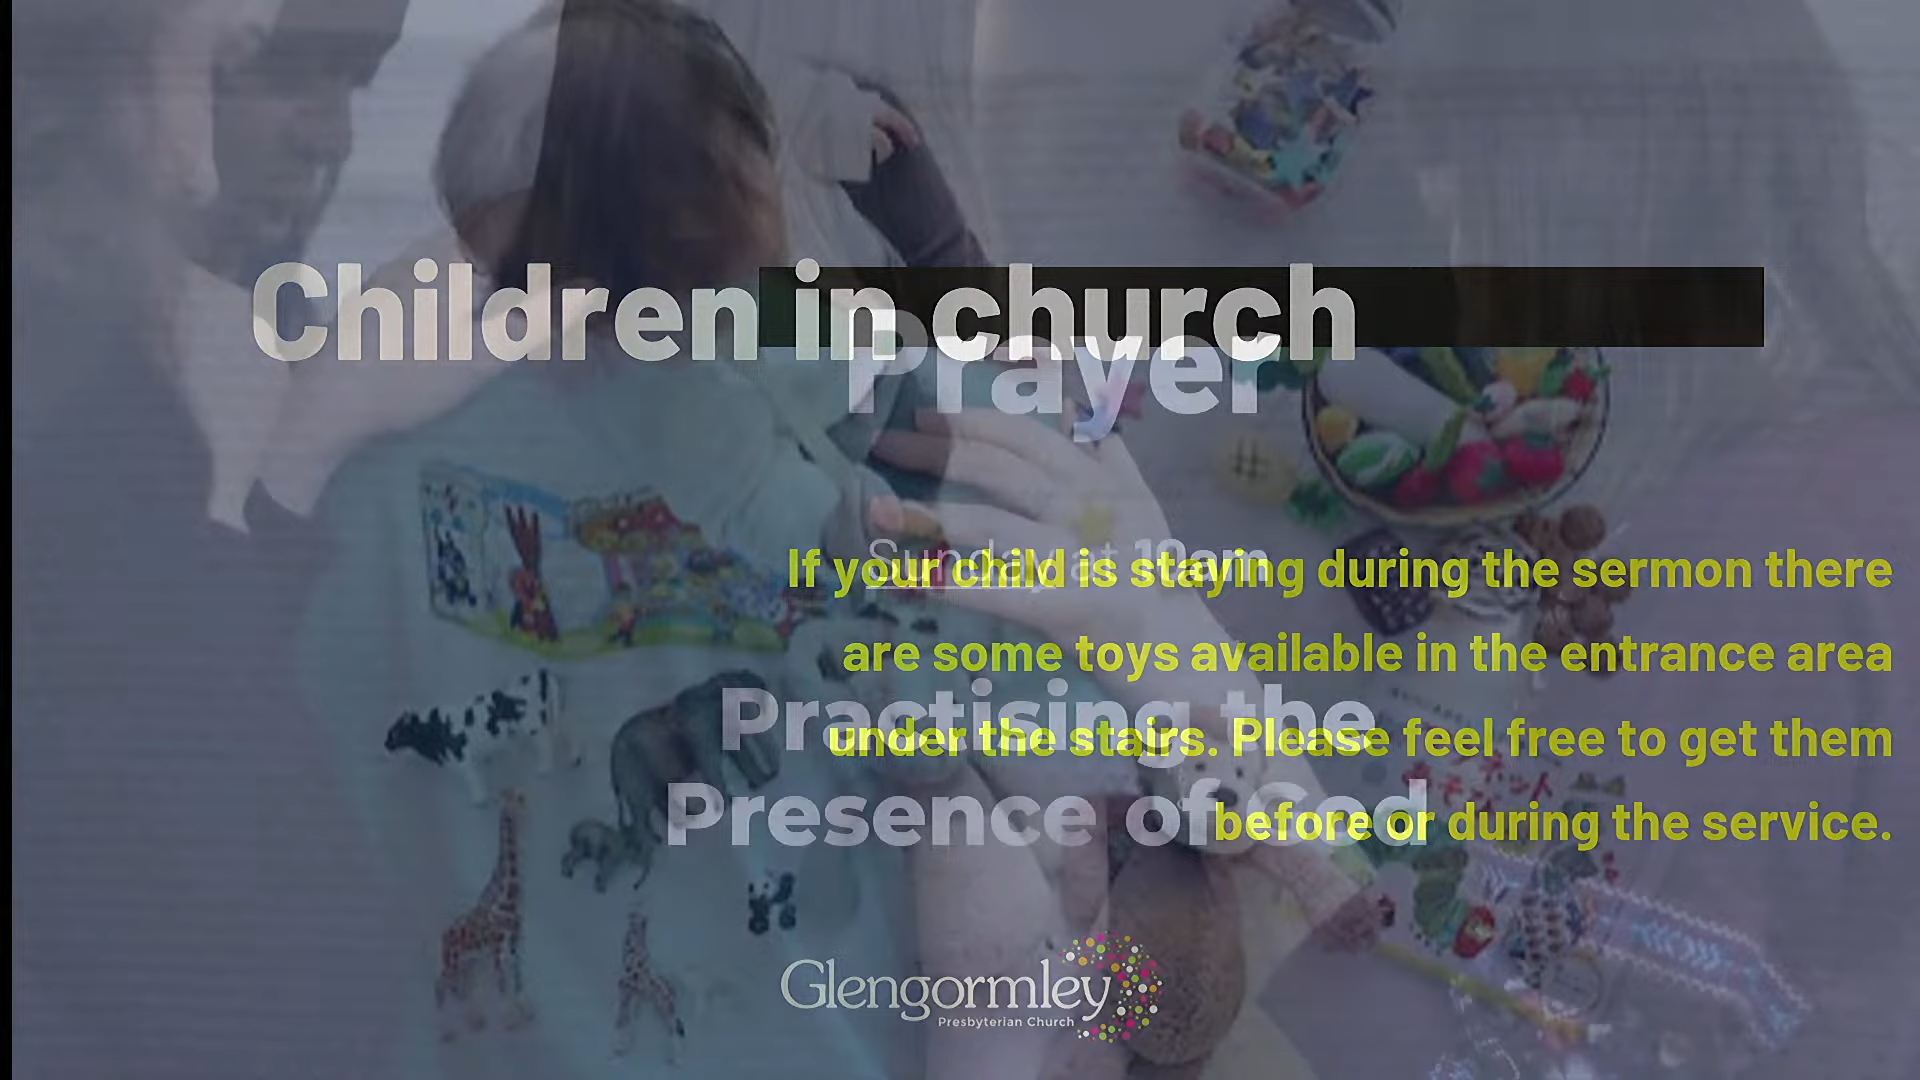 Children in church
Prayer
Sunday at 10am
If your child is staying during the sermon there
are some toys available in the entrance area
under the stairs. Please feel free to get them
before or during the service.
Practising the
Presence of God
Glengormley
Presbyterian Church